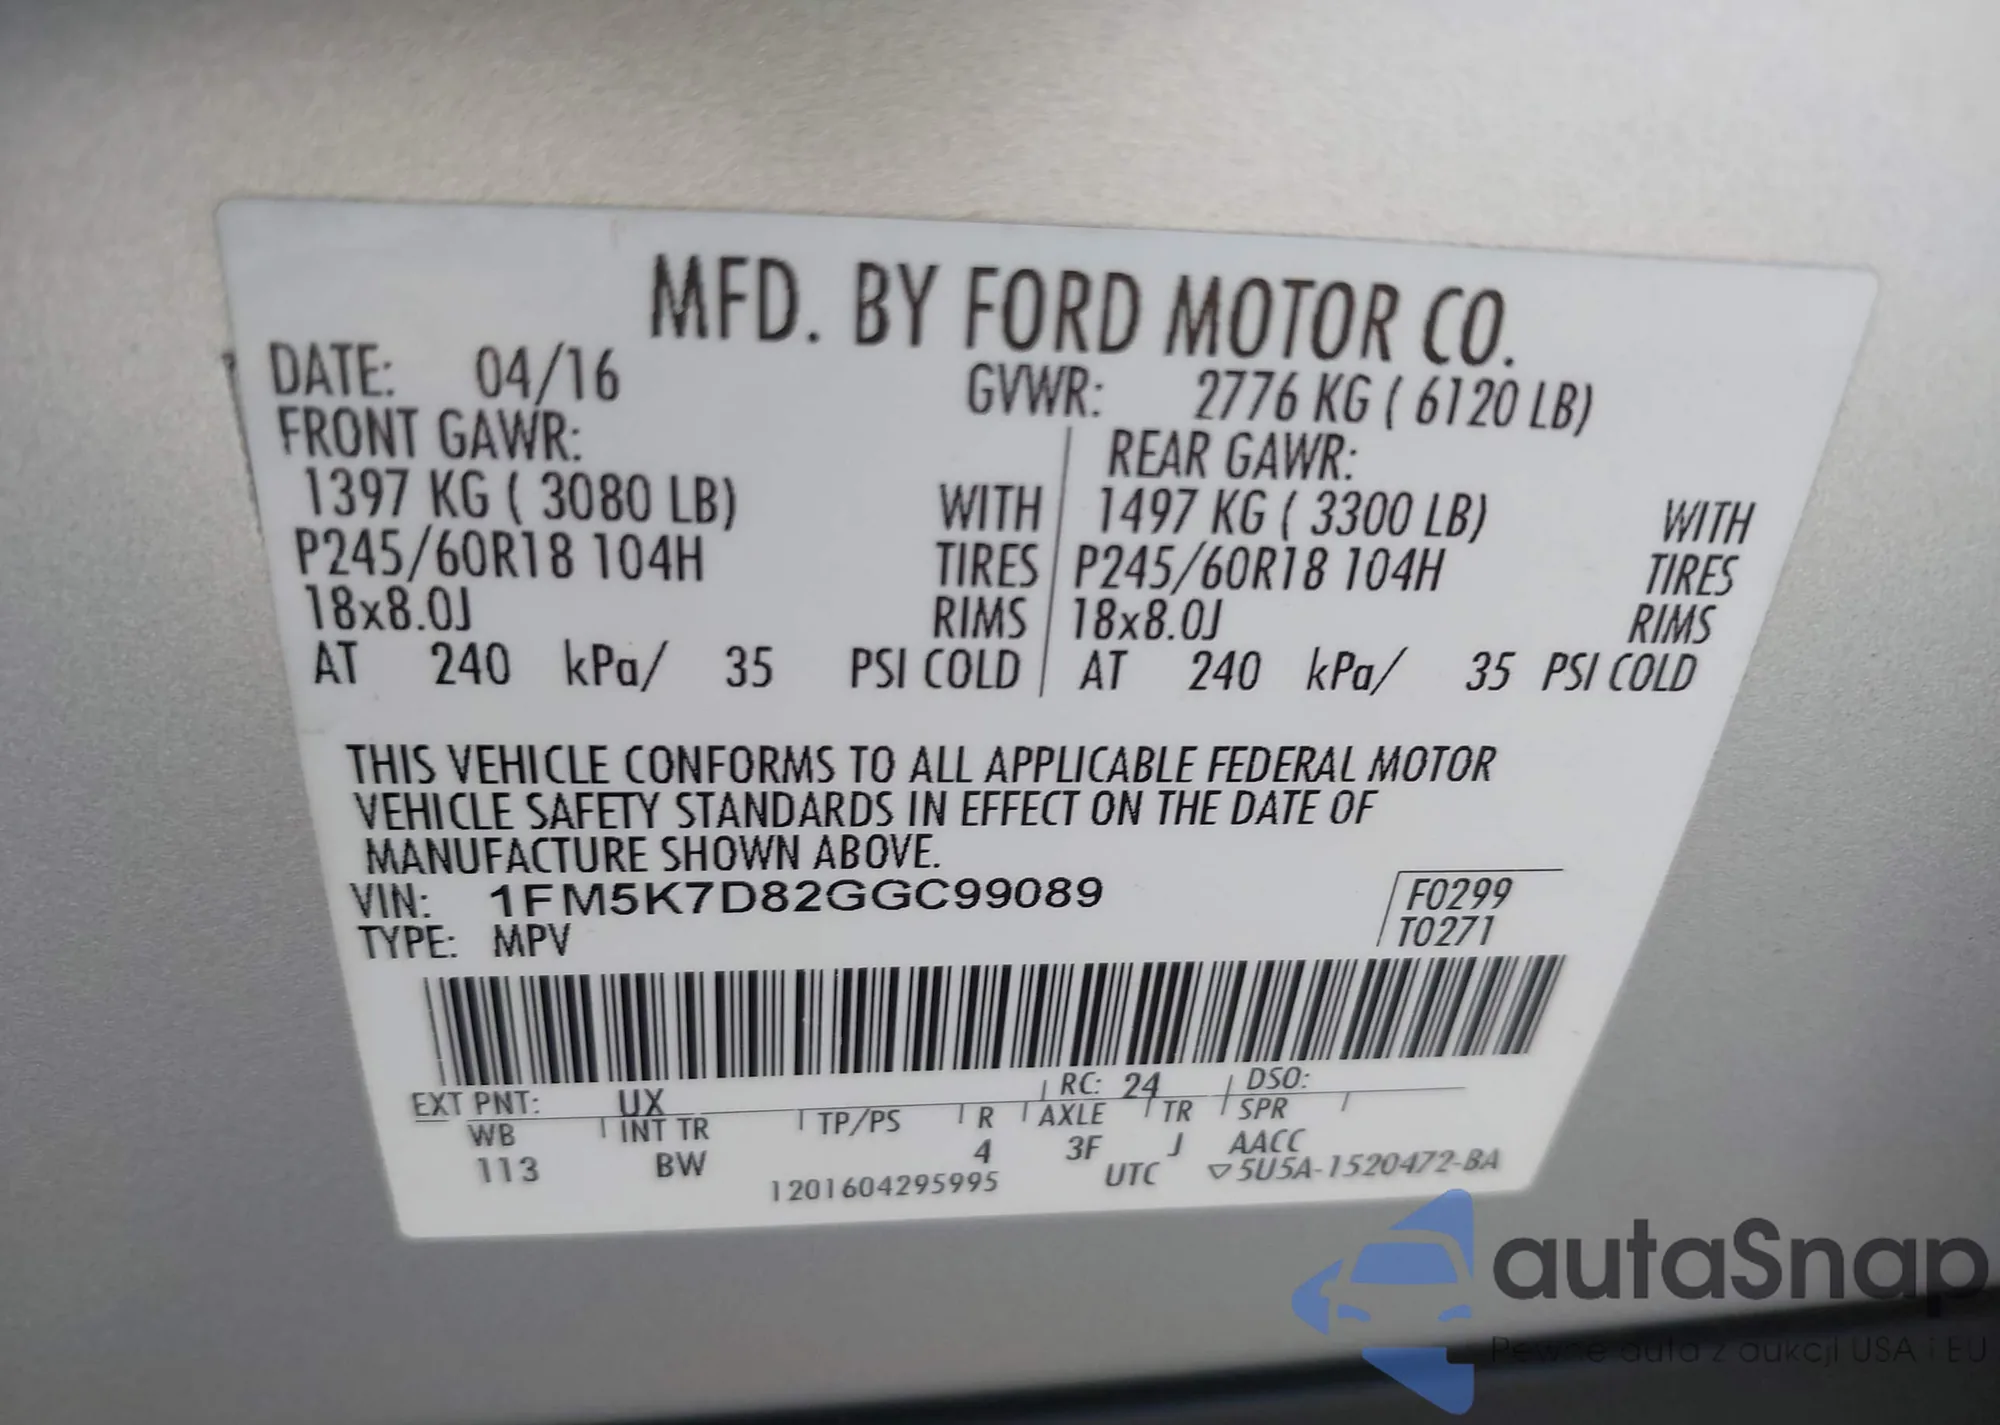 MFD. BY FORD MOTOR CO.
DATE: 04/16 GVWR: 2776 KG ( 6120 LB)
FRONT GAWR: REAR GAWR:
1397 KG ( 3080 LB) WITH 1497 KG ( 3300 LB) WITH
P245/60R18 104H TIRES P245/60R18 104H TIRES
18x8.0J RIMS 18x8.0J RIMS
AT 240 kPa/ 35 PSI COLD AT 240 kPa/ 35 PSI COLD
THIS VEHICLE CONFORMS TO ALL APPLICABLE FEDERAL MOTOR
VEHICLE SAFETY STANDARDS IN EFFECT ON THE DATE OF
MANUFACTURE SHOWN ABOVE.
VIN: 1FM5K7D82GGC99089 F0299
TYPE: MPV T0271
EXT PNT: UX RC: 24 DSO:
WB INT TR TP/PS R AXLE TR SPR
113 BW 4 3F J AACC
1201604295995 UTC ▽5U5A-1520472-BA
autaSnap
Pewne auta z aukcji USA i EU